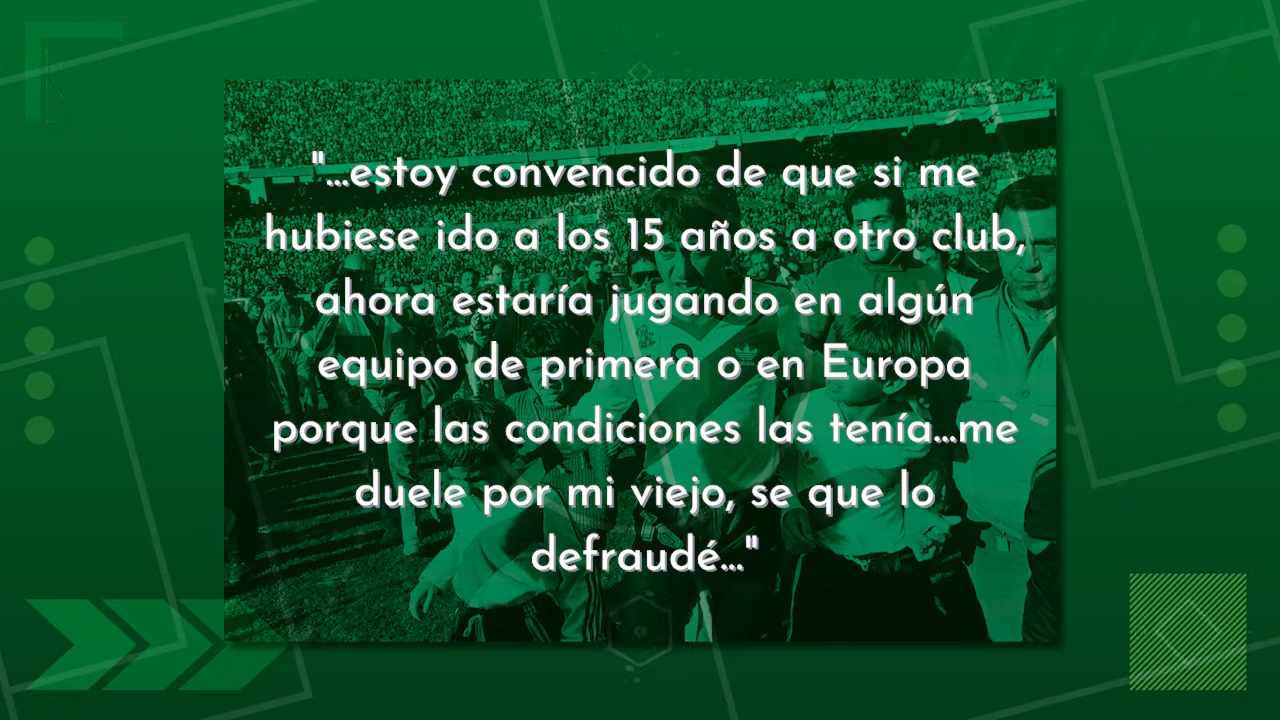 "...estoy convencido de que si me
hubiese ido a los 15 años a otro club,
ahora estaría jugando en algún
equipo de primera o en Europa
porque las condiciones las tenía...me
duele por mi viejo, se que lo
defraudé..."